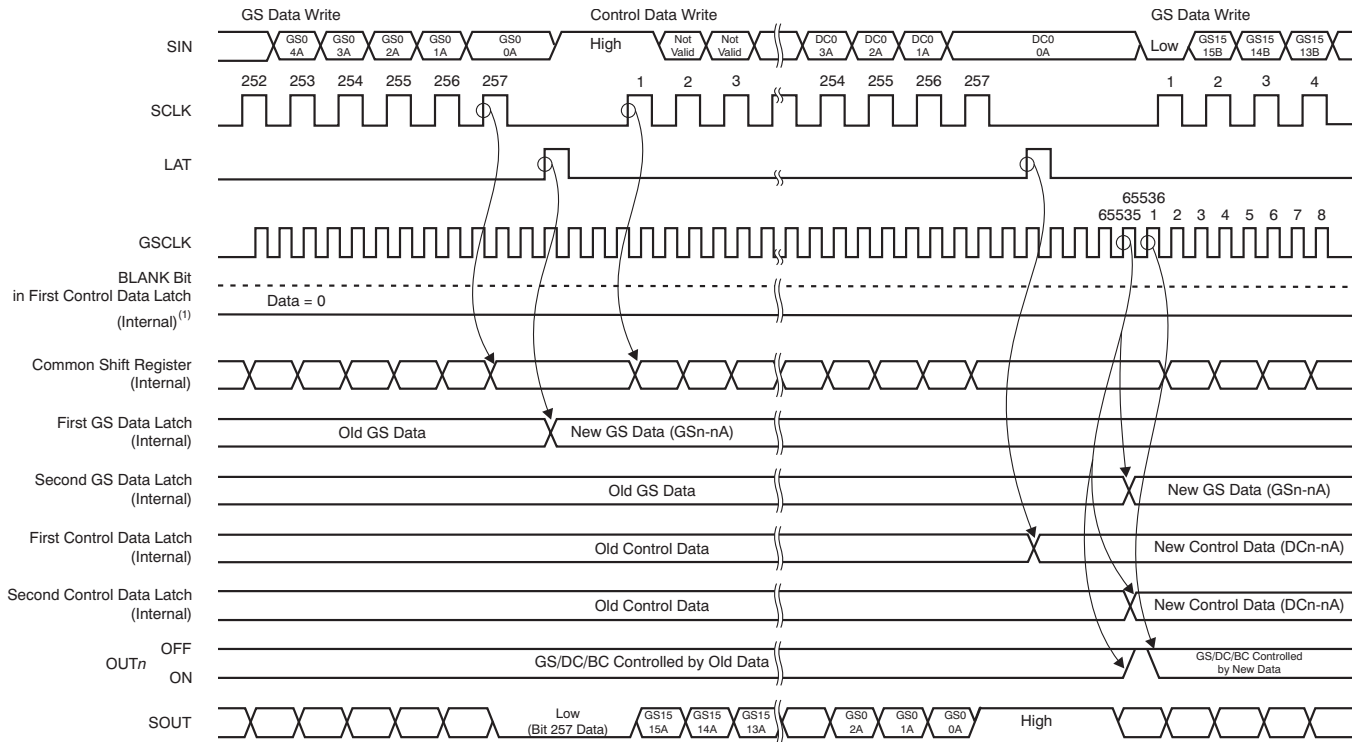 GS Data Write
Control Data Write
GS Data Write
SIN
GS0
4A
GS0
3A
GS0
2A
GS0
1A
GS0
0A
High
Not
Valid
Not
Valid
DC0
3A
DC0
2A
DC0
1A
DC0
0A
Low
GS15
15B
GS15
14B
GS15
13B
252 253 254 255 256 257 1 2 3 254 255 256 257 1 2 3 4
SCLK
LAT
65536
65535 1 2 3 4 5 6 7 8
GSCLK
BLANK Bit
in First Control Data Latch
(Internal)(1)
Data = 0
Common Shift Register
(Internal)
First GS Data Latch
(Internal)
Old GS Data
New GS Data (GSn-nA)
Second GS Data Latch
(Internal)
Old GS Data
New GS Data (GSn-nA)
First Control Data Latch
(Internal)
Old Control Data
New Control Data (DCn-nA)
Second Control Data Latch
(Internal)
Old Control Data
New Control Data (DCn-nA)
OFF
OUTn
ON
GS/DC/BC Controlled by Old Data
GS/DC/BC Controlled
by New Data
SOUT
Low
(Bit 257 Data)
GS15
15A
GS15
14A
GS15
13A
GS0
2A
GS0
1A
GS0
0A
High